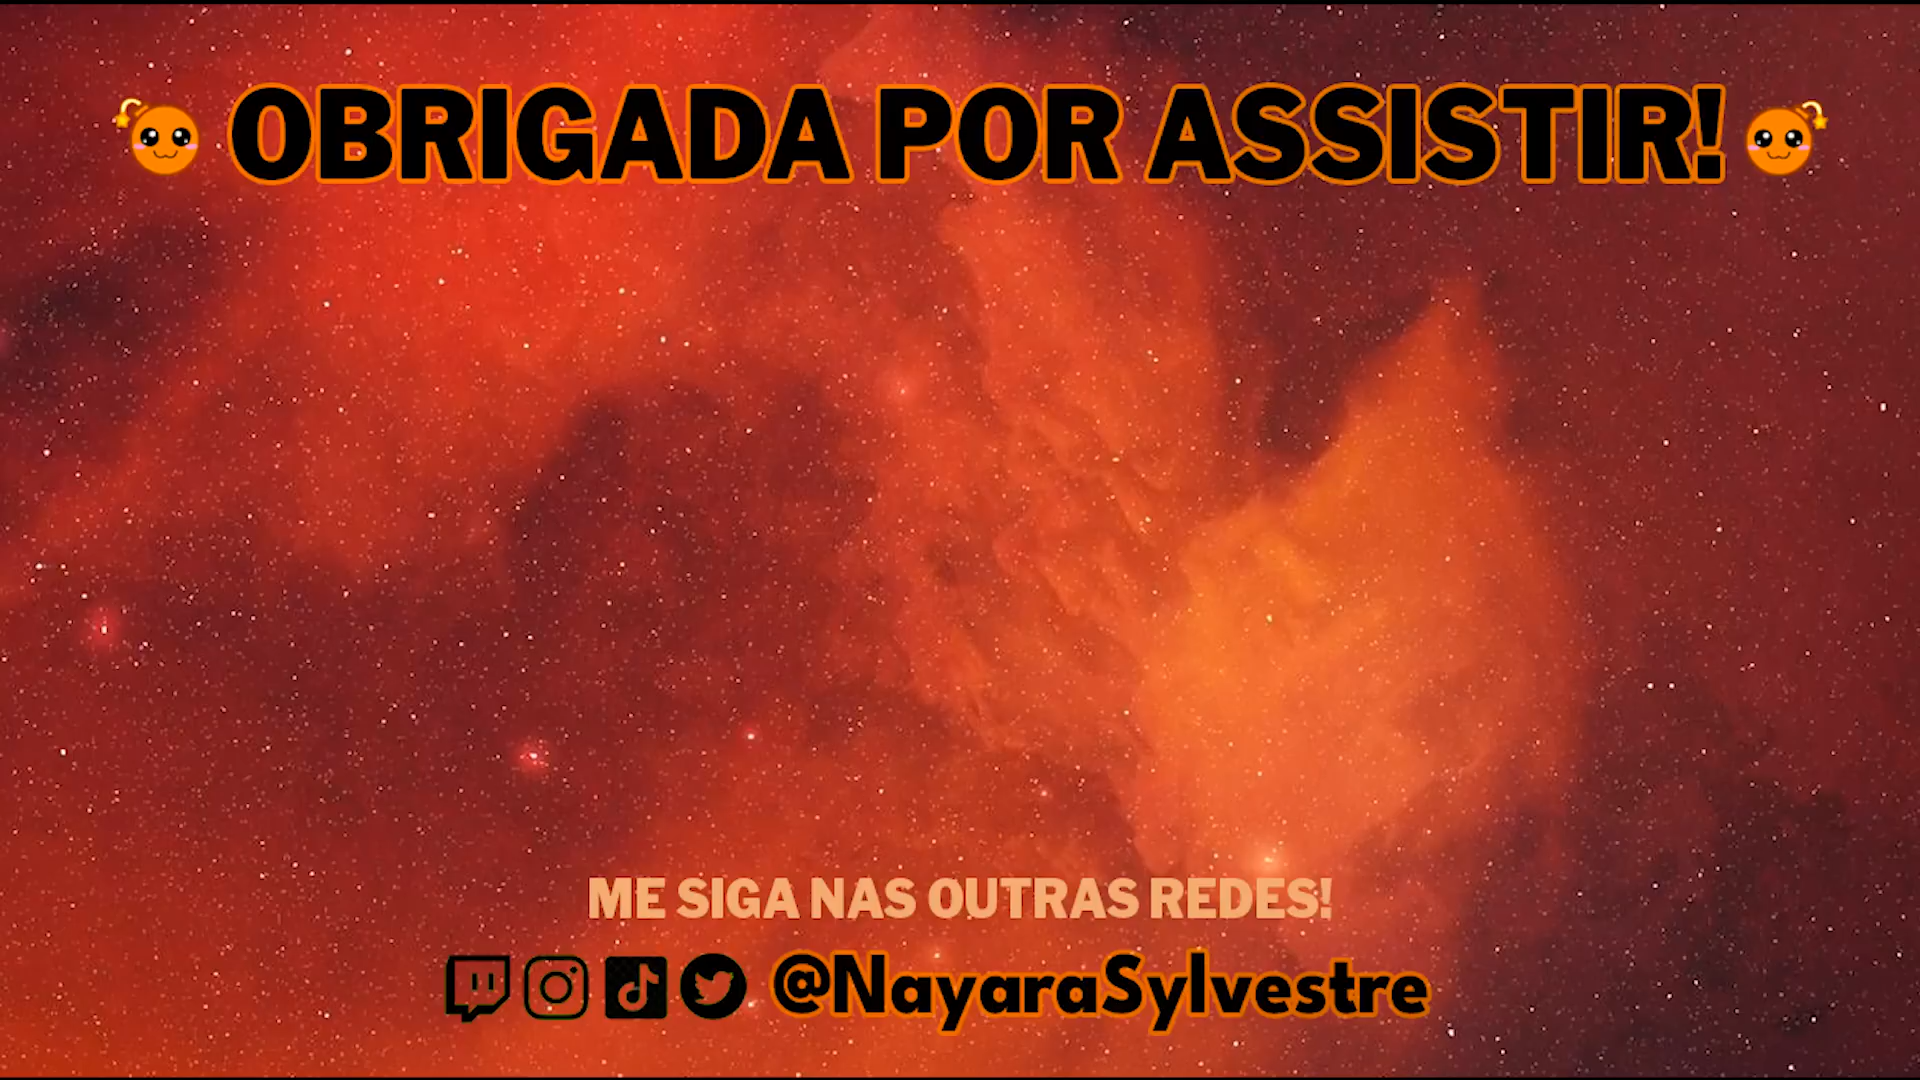 OBRIGADA POR ASSISTIR!
ME SIGA NAS OUTRAS REDES!
@NayaraSylvestre